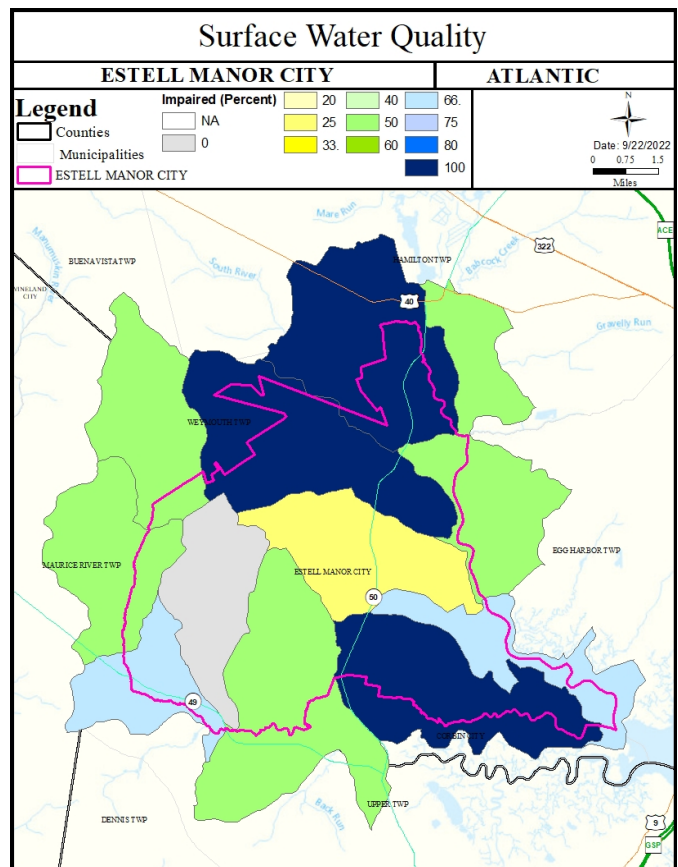 Surface Water Quality
ESTELL MANOR CITY
ATLANTIC
Legend
Counties
Municipalities
ESTELL MANOR CITY
Impaired (Percent)
NA
0
20
25
33.
40
50
60
66.
75
80
100
N
Date: 9/22/2022
0 0.75 1.5
Miles
Mare Run
HAMILTON TWP
Babcock Creek
322
ACE
BUENA VISTA TWP
Manumuskin River
South River
VINELAND
CITY
40
Gravelly Run
WEYMOUTH TWP
EGG HARBOR TWP
MAURICE RIVER TWP
ESTELL MANOR CITY
50
49
CORBIN CITY
UPPER TWP
Back Run
DENNIS TWP
9
GSP